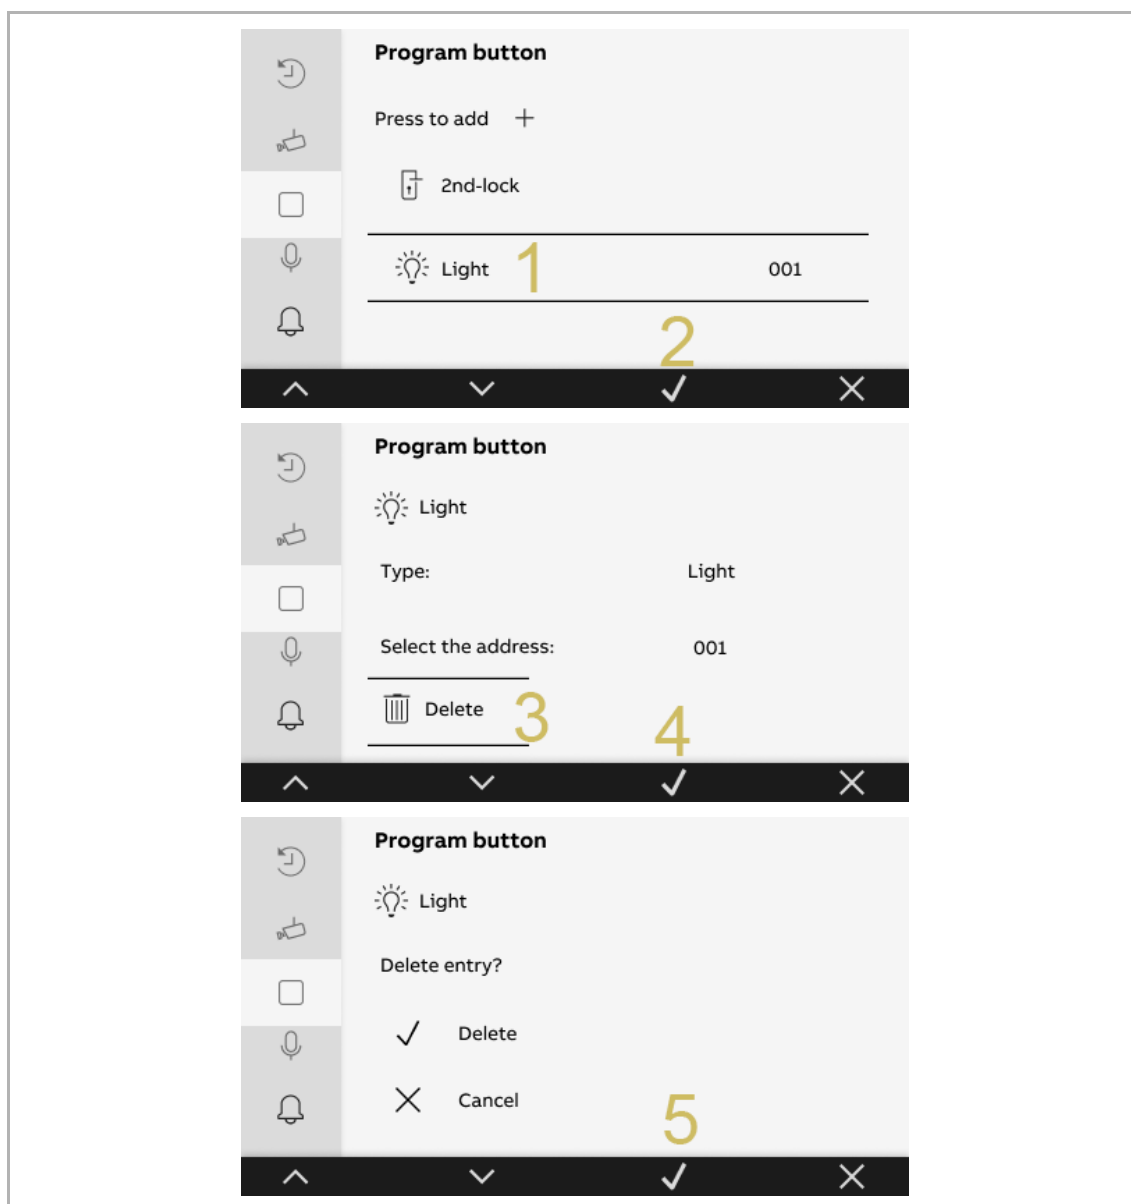 Program button
Press to add +
2nd-lock
Light 1 001
2
Program button
Light
Type: Light
Select the address: 001
Delete 3
4
Program button
Light
Delete entry?
Delete
Cancel
5